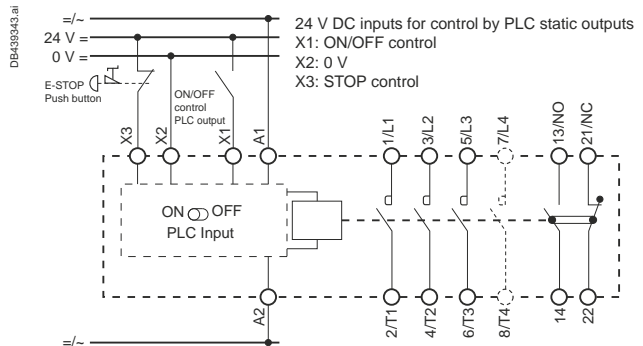 DB439343.ai
=/~
24 V =
0 V =
24 V DC inputs for control by PLC static outputs
X1: ON/OFF control
X2: 0 V
X3: STOP control
E-STOP
Push button
ON/OFF
control
PLC output
X3
X2
X1
A1
1/L1
3/L2
5/L3
7/L4
13/NO
21/NC
ON OFF
PLC Input
A2
2/T1
4/T2
6/T3
8/T4
14
22
=/~